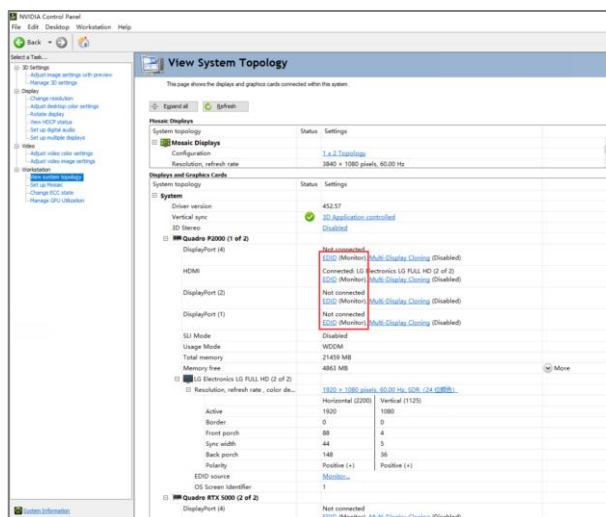 NVIDIA Control Panel
File Edit Desktop Workstation Help
Back
Select a Task...
3D Settings
Adjust image settings with preview
Manage 3D settings
Display
Change resolution
Adjust desktop color settings
Rotate display
View HDCP status
Set up digital audio
Set up multiple displays
Video
Adjust video color settings
Adjust video image settings
Workstation
View system topology
Set up Mosaic
Change ECC state
Manage GPU Utilization
System Information
View System Topology
This page shows the displays and graphics cards connected within this system.
Expand all Refresh
Mosaic Displays
System topology Status Settings
Mosaic Displays
Configuration 1 x 2 Topology
Resolution, refresh rate 3840 × 1080 pixels, 60.00 Hz
Displays and Graphics Cards
System topology Status Settings
System
Driver version 452.57
Vertical sync 3D Application controlled
3D Stereo Disabled
Quadro P2000 (1 of 2)
DisplayPort (4) Not connected
EDID (Monitor), Multi-Display Cloning (Disabled)
HDMI Connected: LG Electronics LG FULL HD (2 of 2)
EDID (Monitor), Multi-Display Cloning (Disabled)
DisplayPort (2) Not connected
EDID (Monitor), Multi-Display Cloning (Disabled)
DisplayPort (1) Not connected
EDID (Monitor), Multi-Display Cloning (Disabled)
SLI Mode Disabled
Usage Mode WDDM
Total memory 21459 MB
Memory free 4863 MB
More
LG Electronics LG FULL HD (2 of 2)
Resolution, refresh rate , color de... 1920 × 1080 pixels, 60.00 Hz, SDR, (24 位颜色)
Horizontal (2200) Vertical (1125)
Active 1920 1080
Border 0 0
Front porch 88 4
Sync width 44 5
Back porch 148 36
Polarity Positive (+) Positive (+)
EDID source Monitor...
OS Screen Identifier 1
Quadro RTX 5000 (2 of 2)
DisplayPort (4) Not connected
EDID (Monitor), Multi-Display Cloning (Disabled)